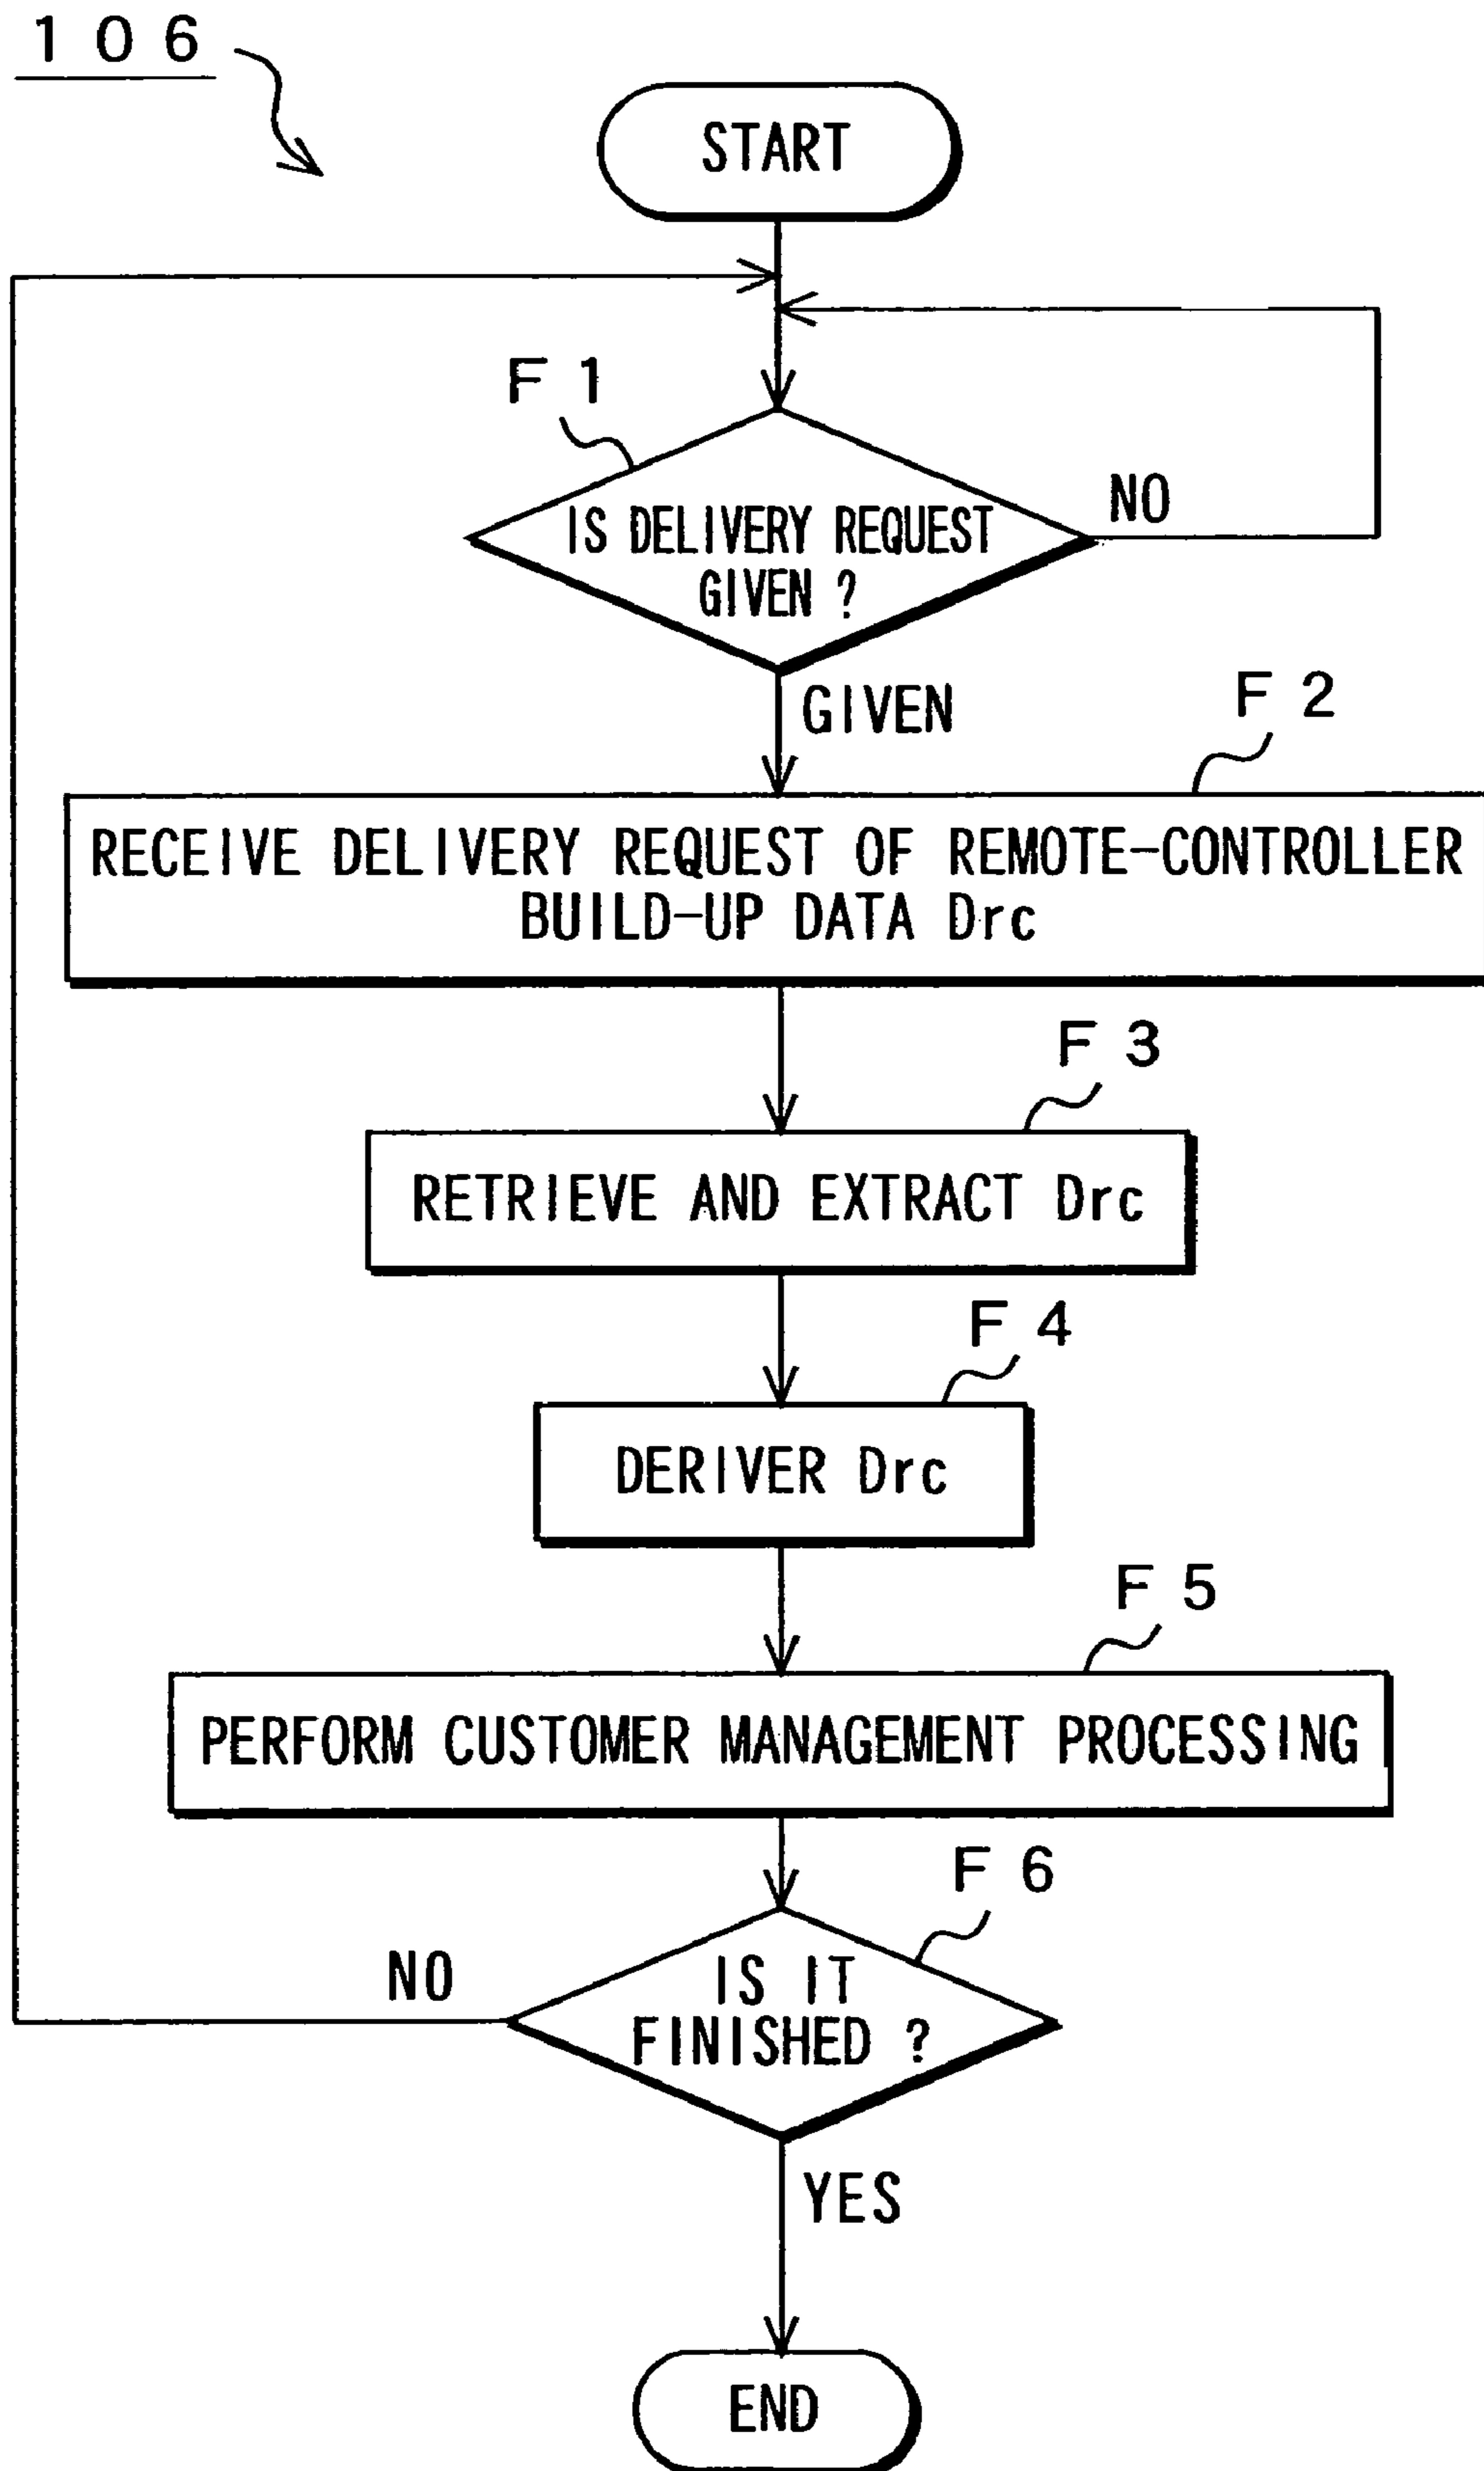 106
START
F1
IS DELIVERY REQUEST
GIVEN ?
NO
GIVEN
F2
RECEIVE DELIVERY REQUEST OF REMOTE-CONTROLLER
BUILD-UP DATA Drc
F3
RETRIEVE AND EXTRACT Drc
F4
DERIVER Drc
F5
PERFORM CUSTOMER MANAGEMENT PROCESSING
F6
NO
IS IT
FINISHED ?
YES
END